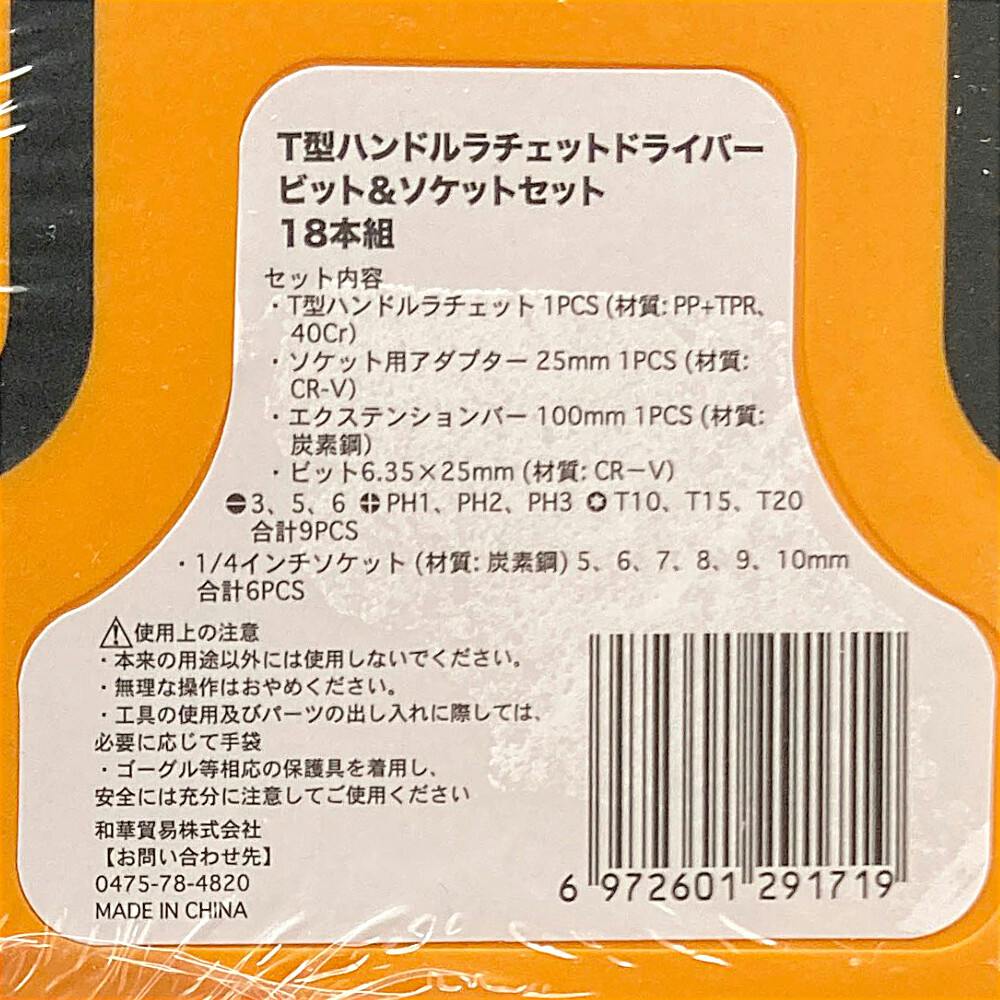 T型ハンドルラチェットドライバー
ビット&ソケットセット
18本組
セット内容
・T型ハンドルラチェット 1PCS (材質: PP+TPR、
40Cr)
・ソケット用アダプター 25mm 1PCS (材質:
CR-V)
・エクステンションバー 100mm 1PCS (材質:
炭素鋼)
・ビット6.35×25mm (材質: CR−V)
3、5、6 PH1、PH2、PH3 T10、T15、T20
合計9PCS
・1/4インチソケット (材質: 炭素鋼) 5、6、7、8、9、10mm
合計6PCS
⚠使用上の注意
・本来の用途以外には使用しないでください。
・無理な操作はおやめください。
・工具の使用及びパーツの出し入れに際しては、
必要に応じて手袋
・ゴーグル等相応の保護具を着用し、
安全には充分に注意してご使用ください
和華貿易株式会社
【お問い合わせ先】
0475-78-4820
MADE IN CHINA
6 972601 291719